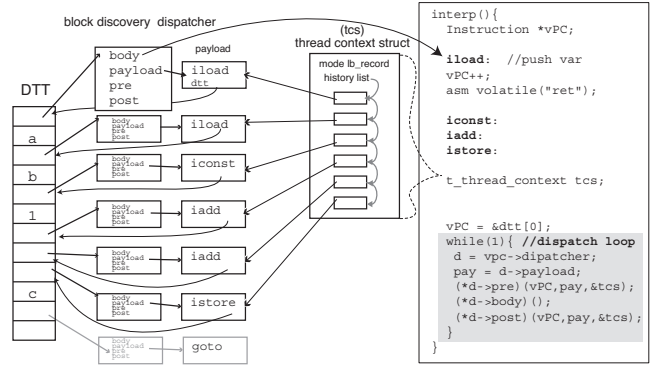 block discovery dispatcher
payload
(tcs)
thread context struct
DTT
body
payload
pre
post
iload
dtt
mode lb_record
history list
a
body
payload
pre
post
iload
b
body
payload
pre
post
iconst
1
body
payload
pre
post
iadd
body
payload
pre
post
iadd
c
body
payload
pre
post
istore
body
payload
pre
post
goto
interp(){
Instruction *vPC;
iload: //push var
vPC++;
asm volatile("ret");
iconst:
iadd:
istore:
t_thread_context tcs;
vPC = &dtt[0];
while(1){ //dispatch loop
d = vpc->dipatcher;
pay = d->payload;
(*d->pre)(vPC,pay,&tcs);
(*d->body)();
(*d->post)(vPC,pay,&tcs);
}
}